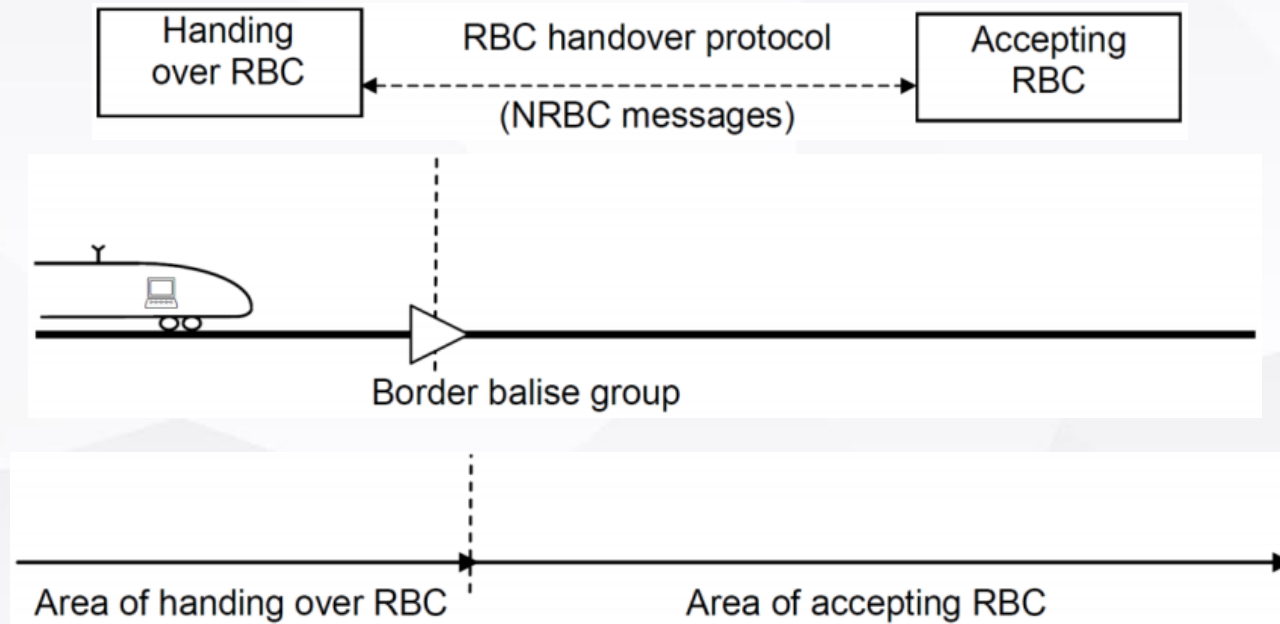 Handing
over RBC
RBC handover protocol
(NRBC messages)
Accepting
RBC
Border balise group
Area of handing over RBC
Area of accepting RBC